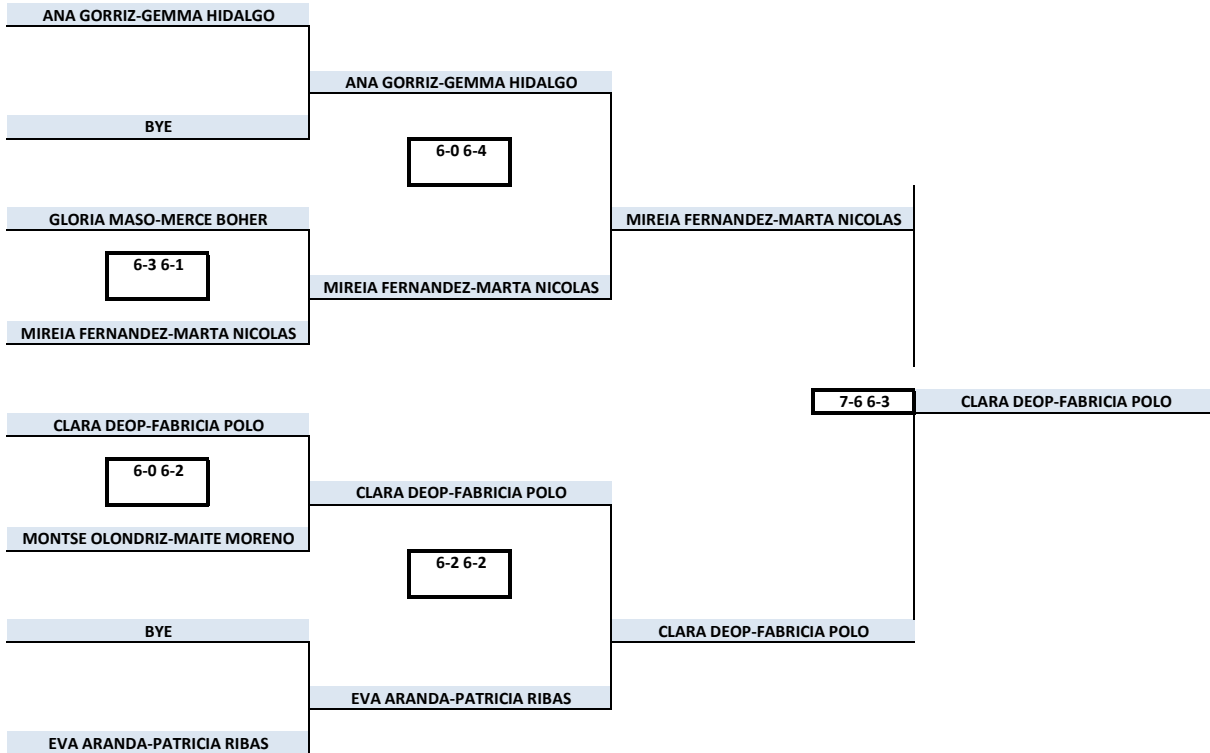 ANA GORRIZ-GEMMA HIDALGO
ANA GORRIZ-GEMMA HIDALGO
BYE
6-0 6-4
GLORIA MASO-MERCE BOHER
MIREIA FERNANDEZ-MARTA NICOLAS
6-3 6-1
MIREIA FERNANDEZ-MARTA NICOLAS
MIREIA FERNANDEZ-MARTA NICOLAS
7-6 6-3
CLARA DEOP-FABRICIA POLO
CLARA DEOP-FABRICIA POLO
6-0 6-2
CLARA DEOP-FABRICIA POLO
MONTSE OLONDRIZ-MAITE MORENO
6-2 6-2
BYE
CLARA DEOP-FABRICIA POLO
EVA ARANDA-PATRICIA RIBAS
EVA ARANDA-PATRICIA RIBAS